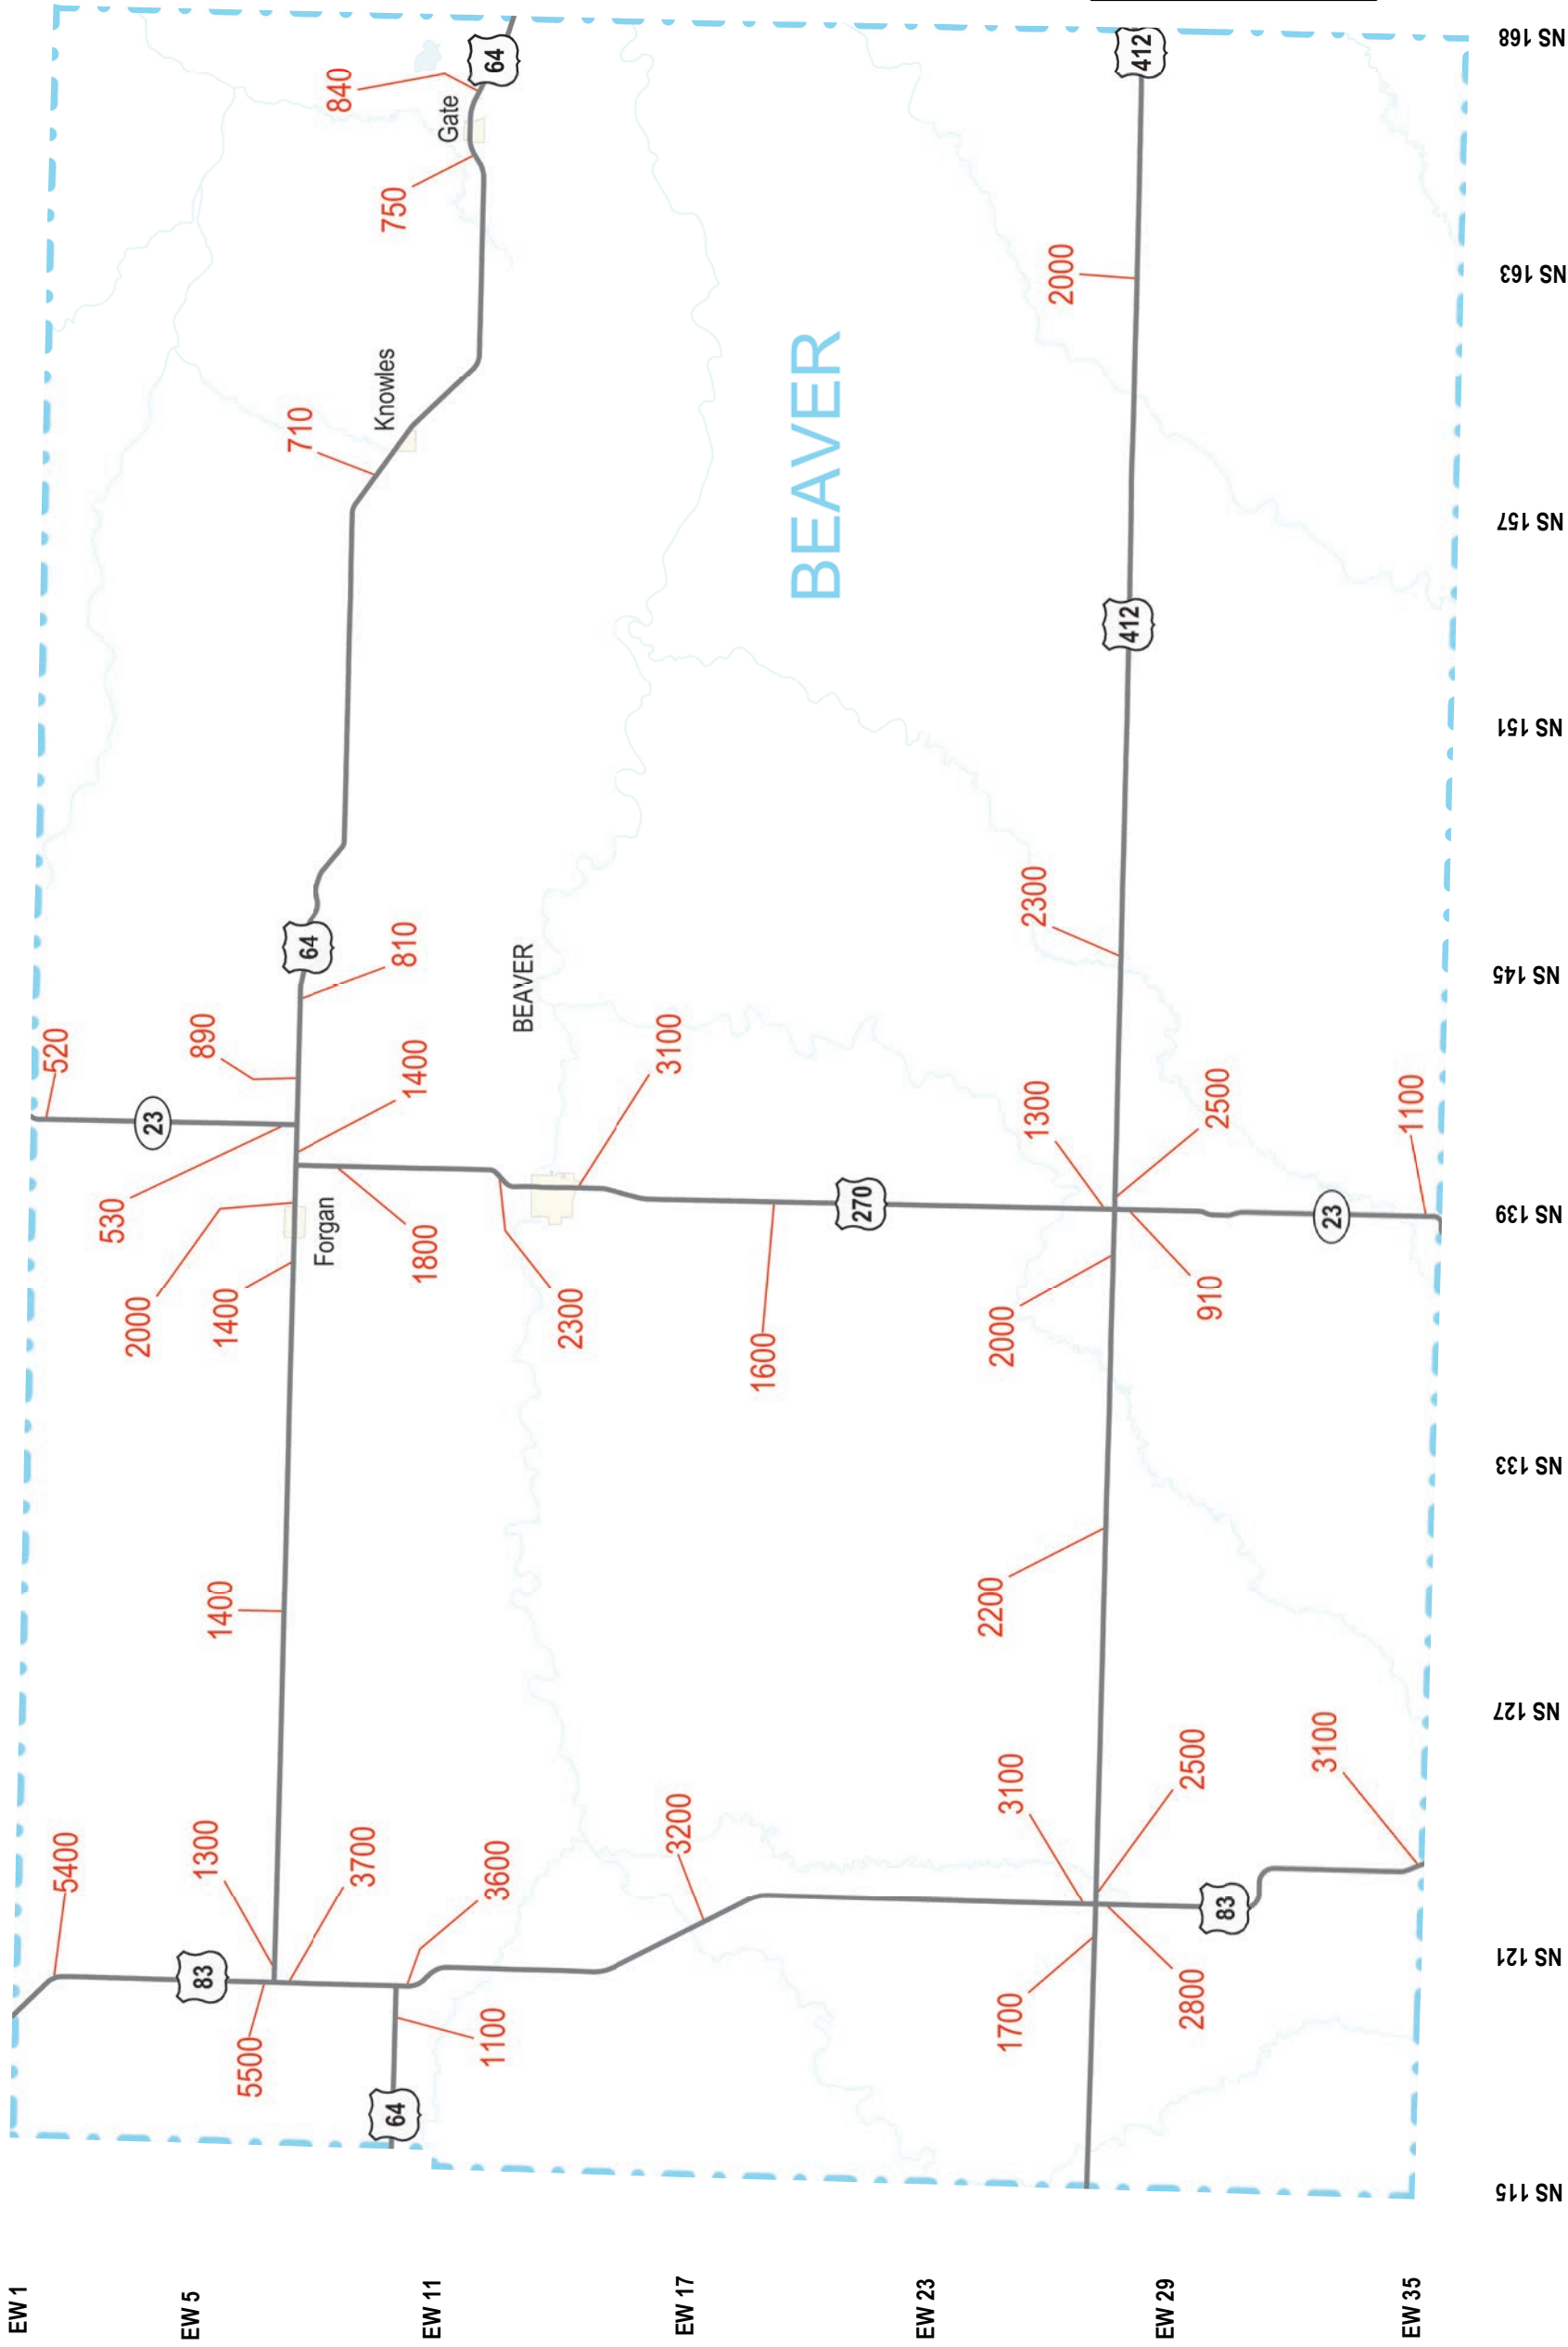 EW 1
EW 5
EW 11
EW 17
EW 23
EW 29
EW 35
NS 115
NS 121
NS 127
NS 133
NS 139
NS 145
NS 151
NS 157
NS 163
NS 168
5400
83
5500
1300
3700
3600
1100
64
1400
1400
2000
Forgan
530
520
23
890
1400
810
64
1800
2300
BEAVER
3100
1600
270
710
Knowles
750
Gate
840
64
BEAVER
3200
1700
3100
2500
2800
83
3100
2200
2000
1300
2500
910
23
1100
2300
412
2000
412